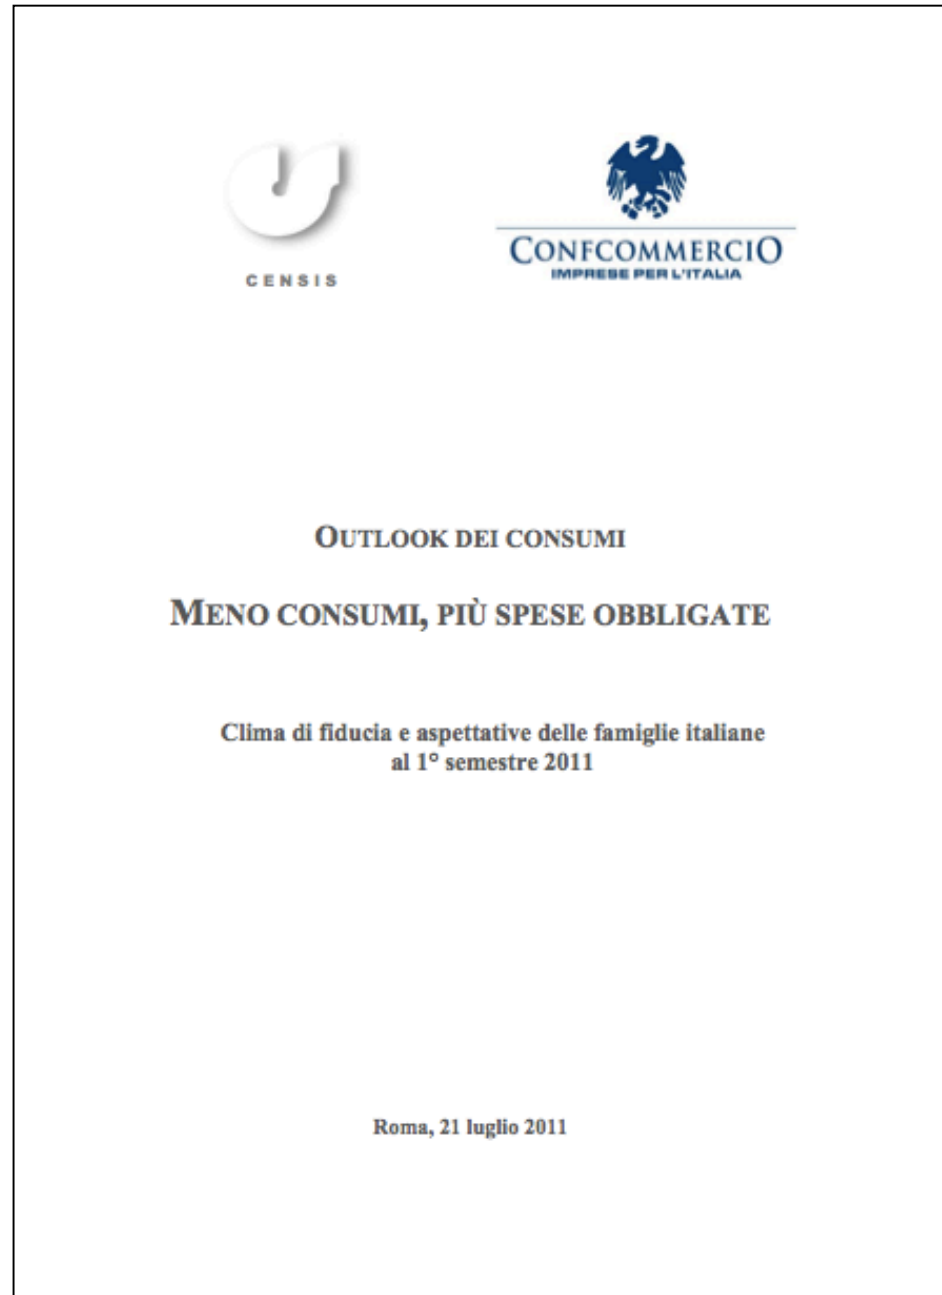 CENSIS
CONFCOMMERCIO
IMPRESE PER L'ITALIA
OUTLOOK DEI CONSUMI
MENO CONSUMI, PIÙ SPESE OBBLIGATE
Clima di fiducia e aspettative delle famiglie italiane
al 1° semestre 2011
Roma, 21 luglio 2011